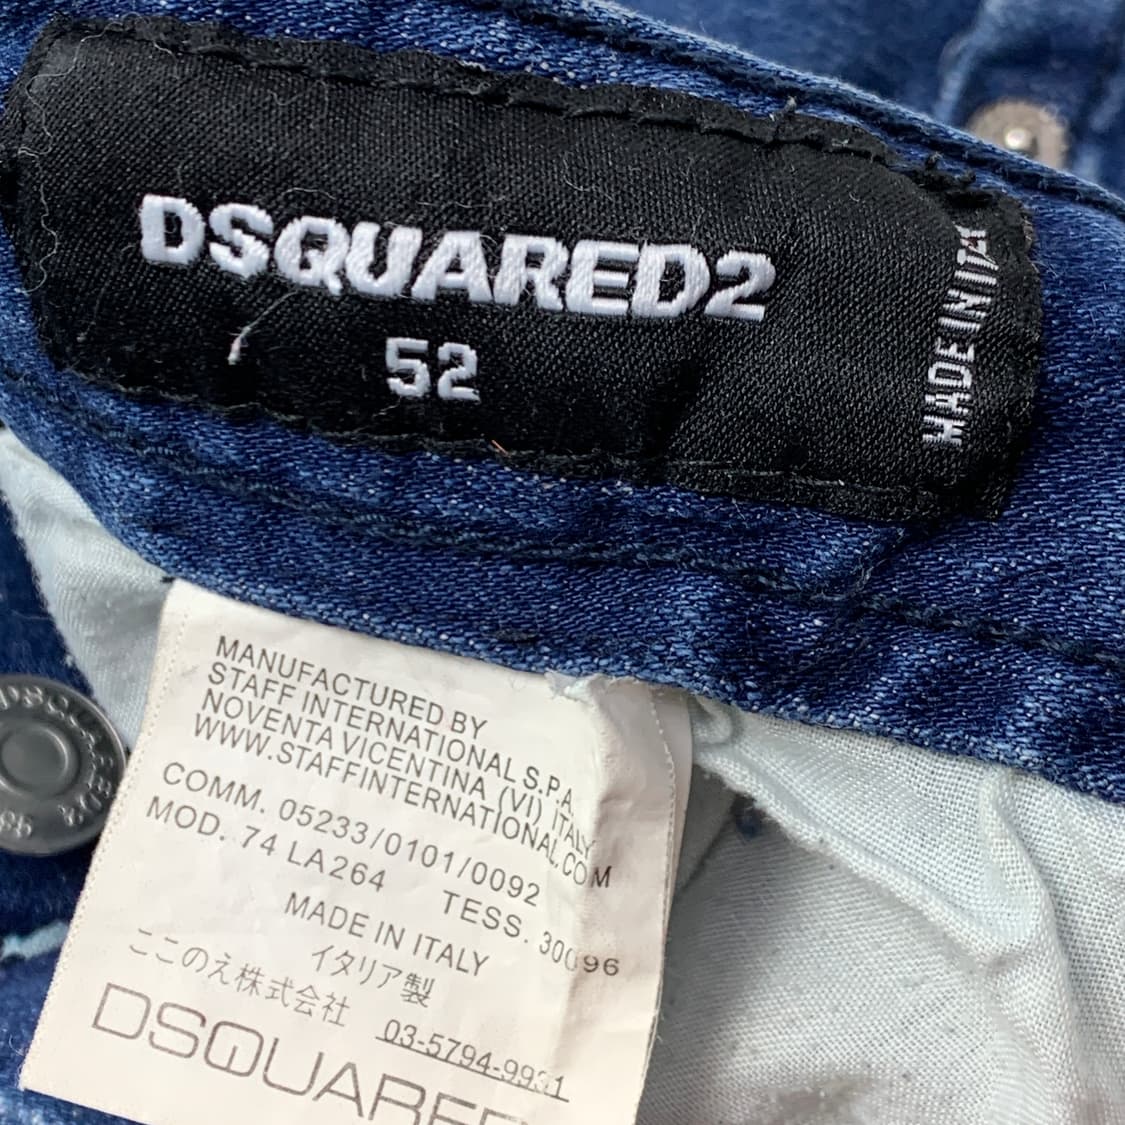 DSQUARED2
52
MADE IN ITALY
MANUFACTURED BY
STAFF INTERNATIONAL S.P.A.
NOVENTA VICENTINA (VI) ITALY
WWW.STAFFINTERNATIONAL.COM
COMM. 05233/0101/0092
MOD. 74 LA264 TESS. 30096
MADE IN ITALY
イタリア製
ここのえ株式会社 03-5794-9931
DSQUARED
DSQUARED2